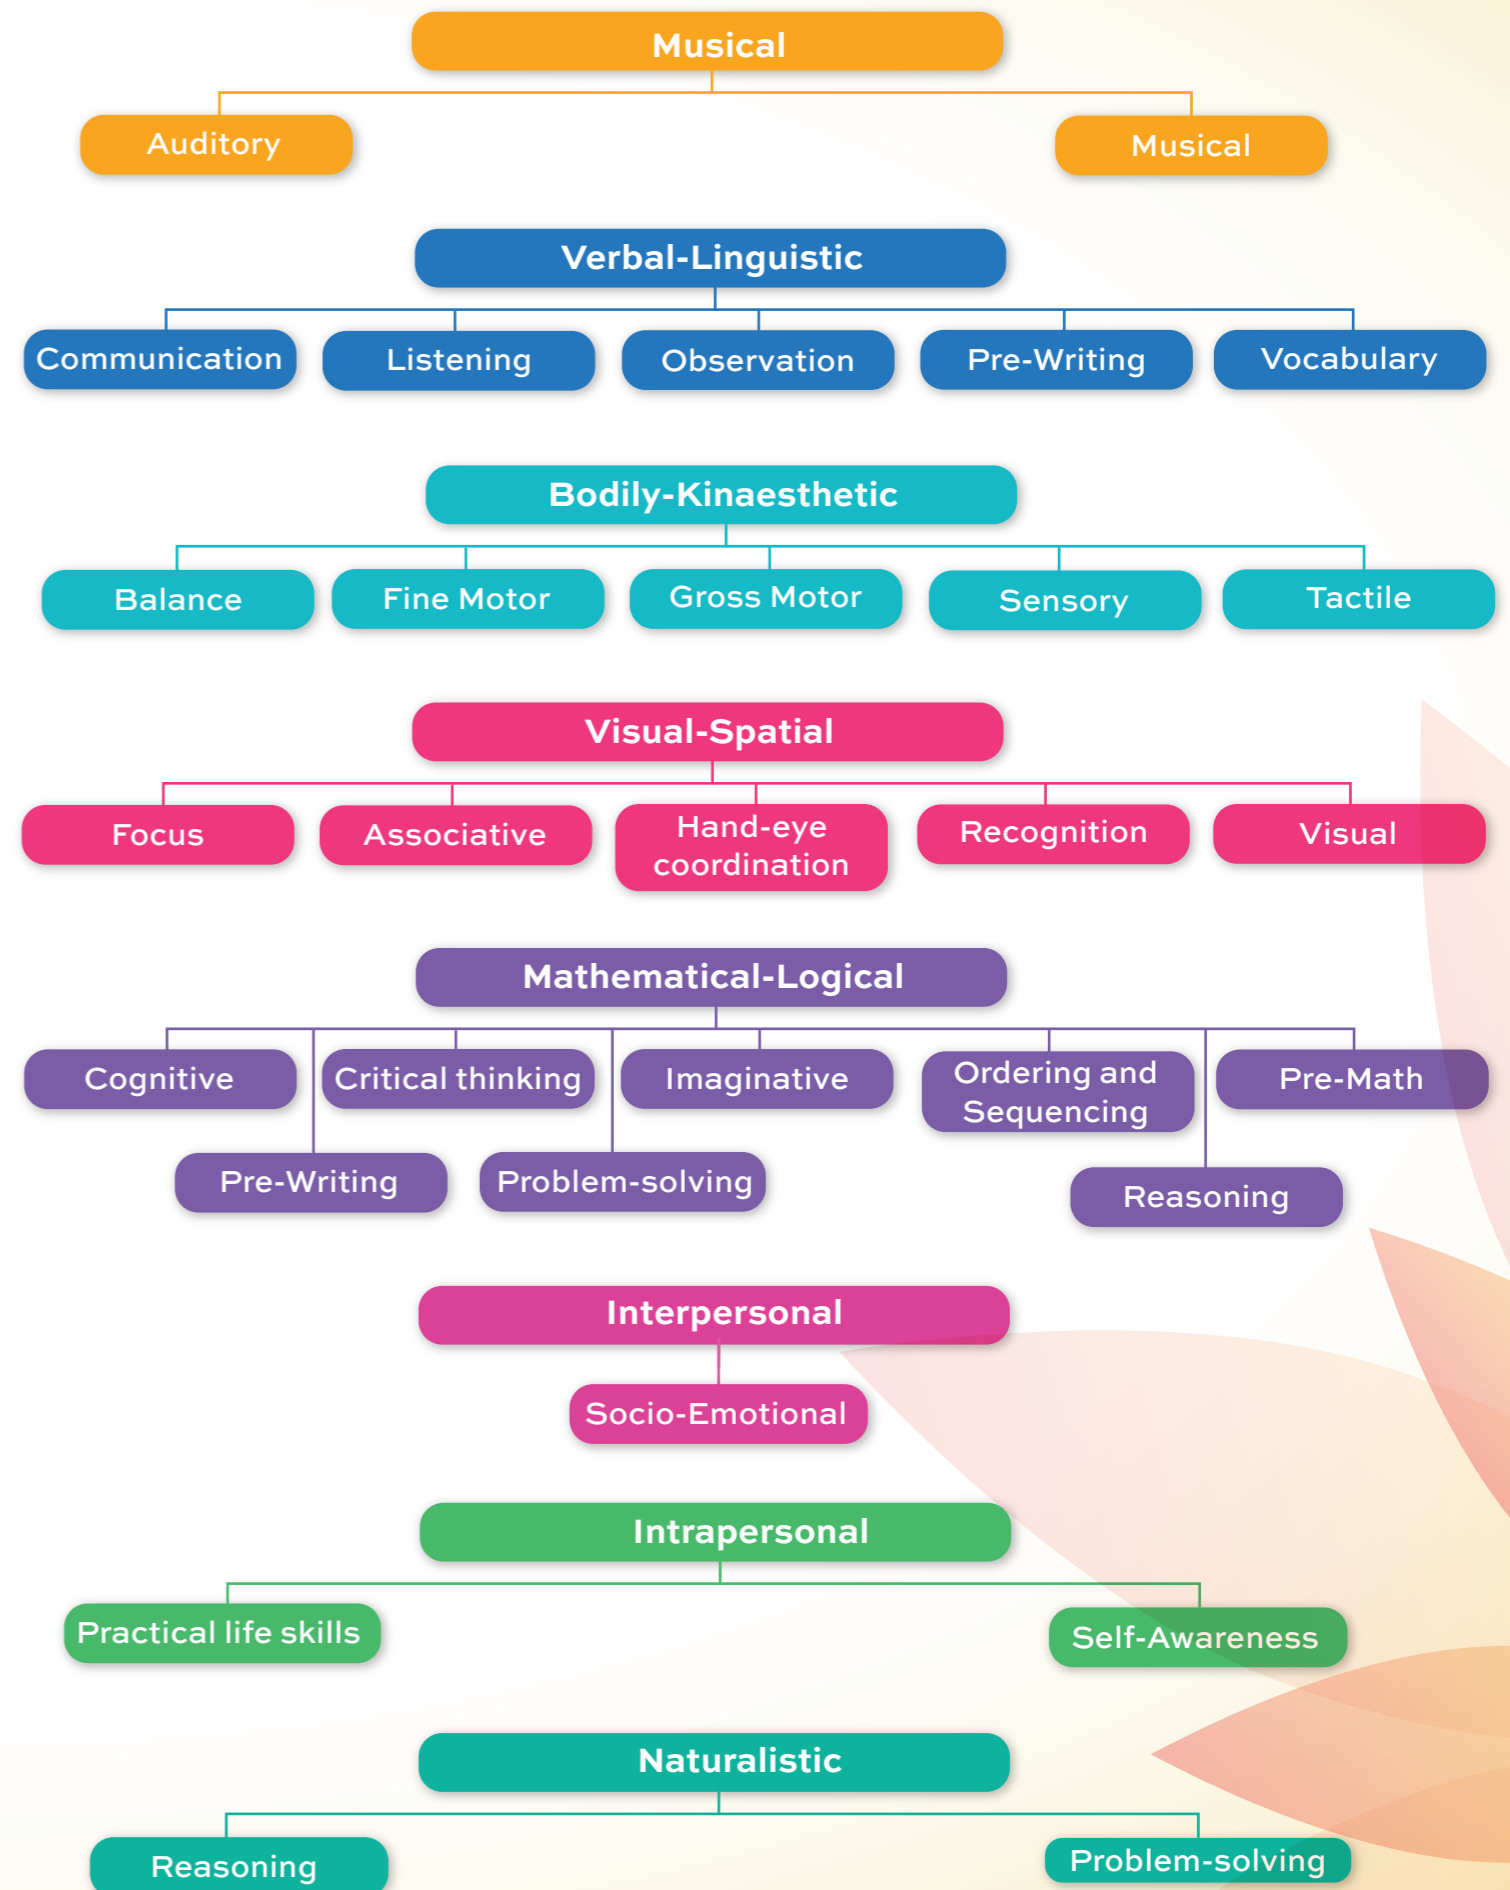 Musical
Auditory
Musical
Verbal-Linguistic
Communication
Listening
Observation
Pre-Writing
Vocabulary
Bodily-Kinaesthetic
Balance
Fine Motor
Gross Motor
Sensory
Tactile
Visual-Spatial
Focus
Associative
Hand-eye
coordination
Recognition
Visual
Mathematical-Logical
Cognitive
Critical thinking
Imaginative
Ordering and
Sequencing
Pre-Math
Pre-Writing
Problem-solving
Reasoning
Interpersonal
Socio-Emotional
Intrapersonal
Practical life skills
Self-Awareness
Naturalistic
Reasoning
Problem-solving